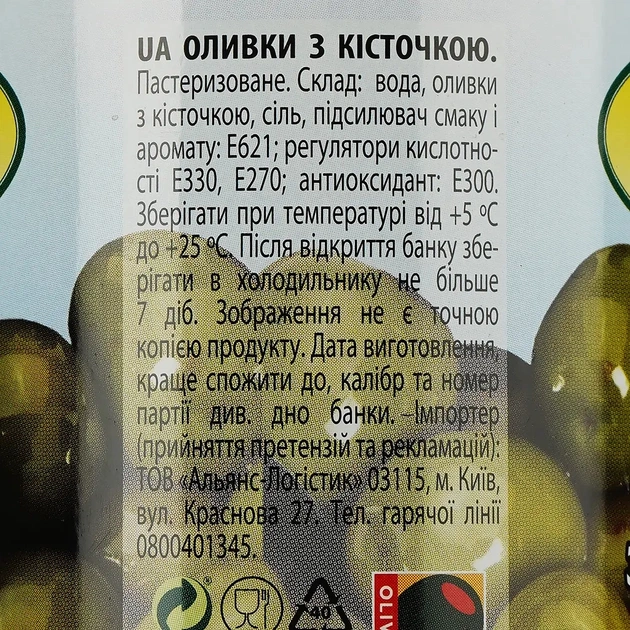 UA ОЛИВКИ З КІСТОЧКОЮ.
Пастеризоване. Склад: вода, оливки
з кісточкою, сіль, підсилювач смаку і
аромату: Е621; регулятори кислотно-
сті Е330, Е270; антиоксидант: Е300.
Зберігати при температурі від +5 ºС
до +25 ºС. Після відкриття банку збе-
рігати в холодильнику не більше
7 діб. Зображення не є точною
копією продукту. Дата виготовлення,
краще спожити до, калібр та номер
партії див. дно банки. Імпортер
(прийняття претензій та рекламацій):
ТОВ «Альянс-Логістик» 03115, м. Київ,
вул. Краснова 27. Тел. гарячої лінії
0800401345.
40
OLIV